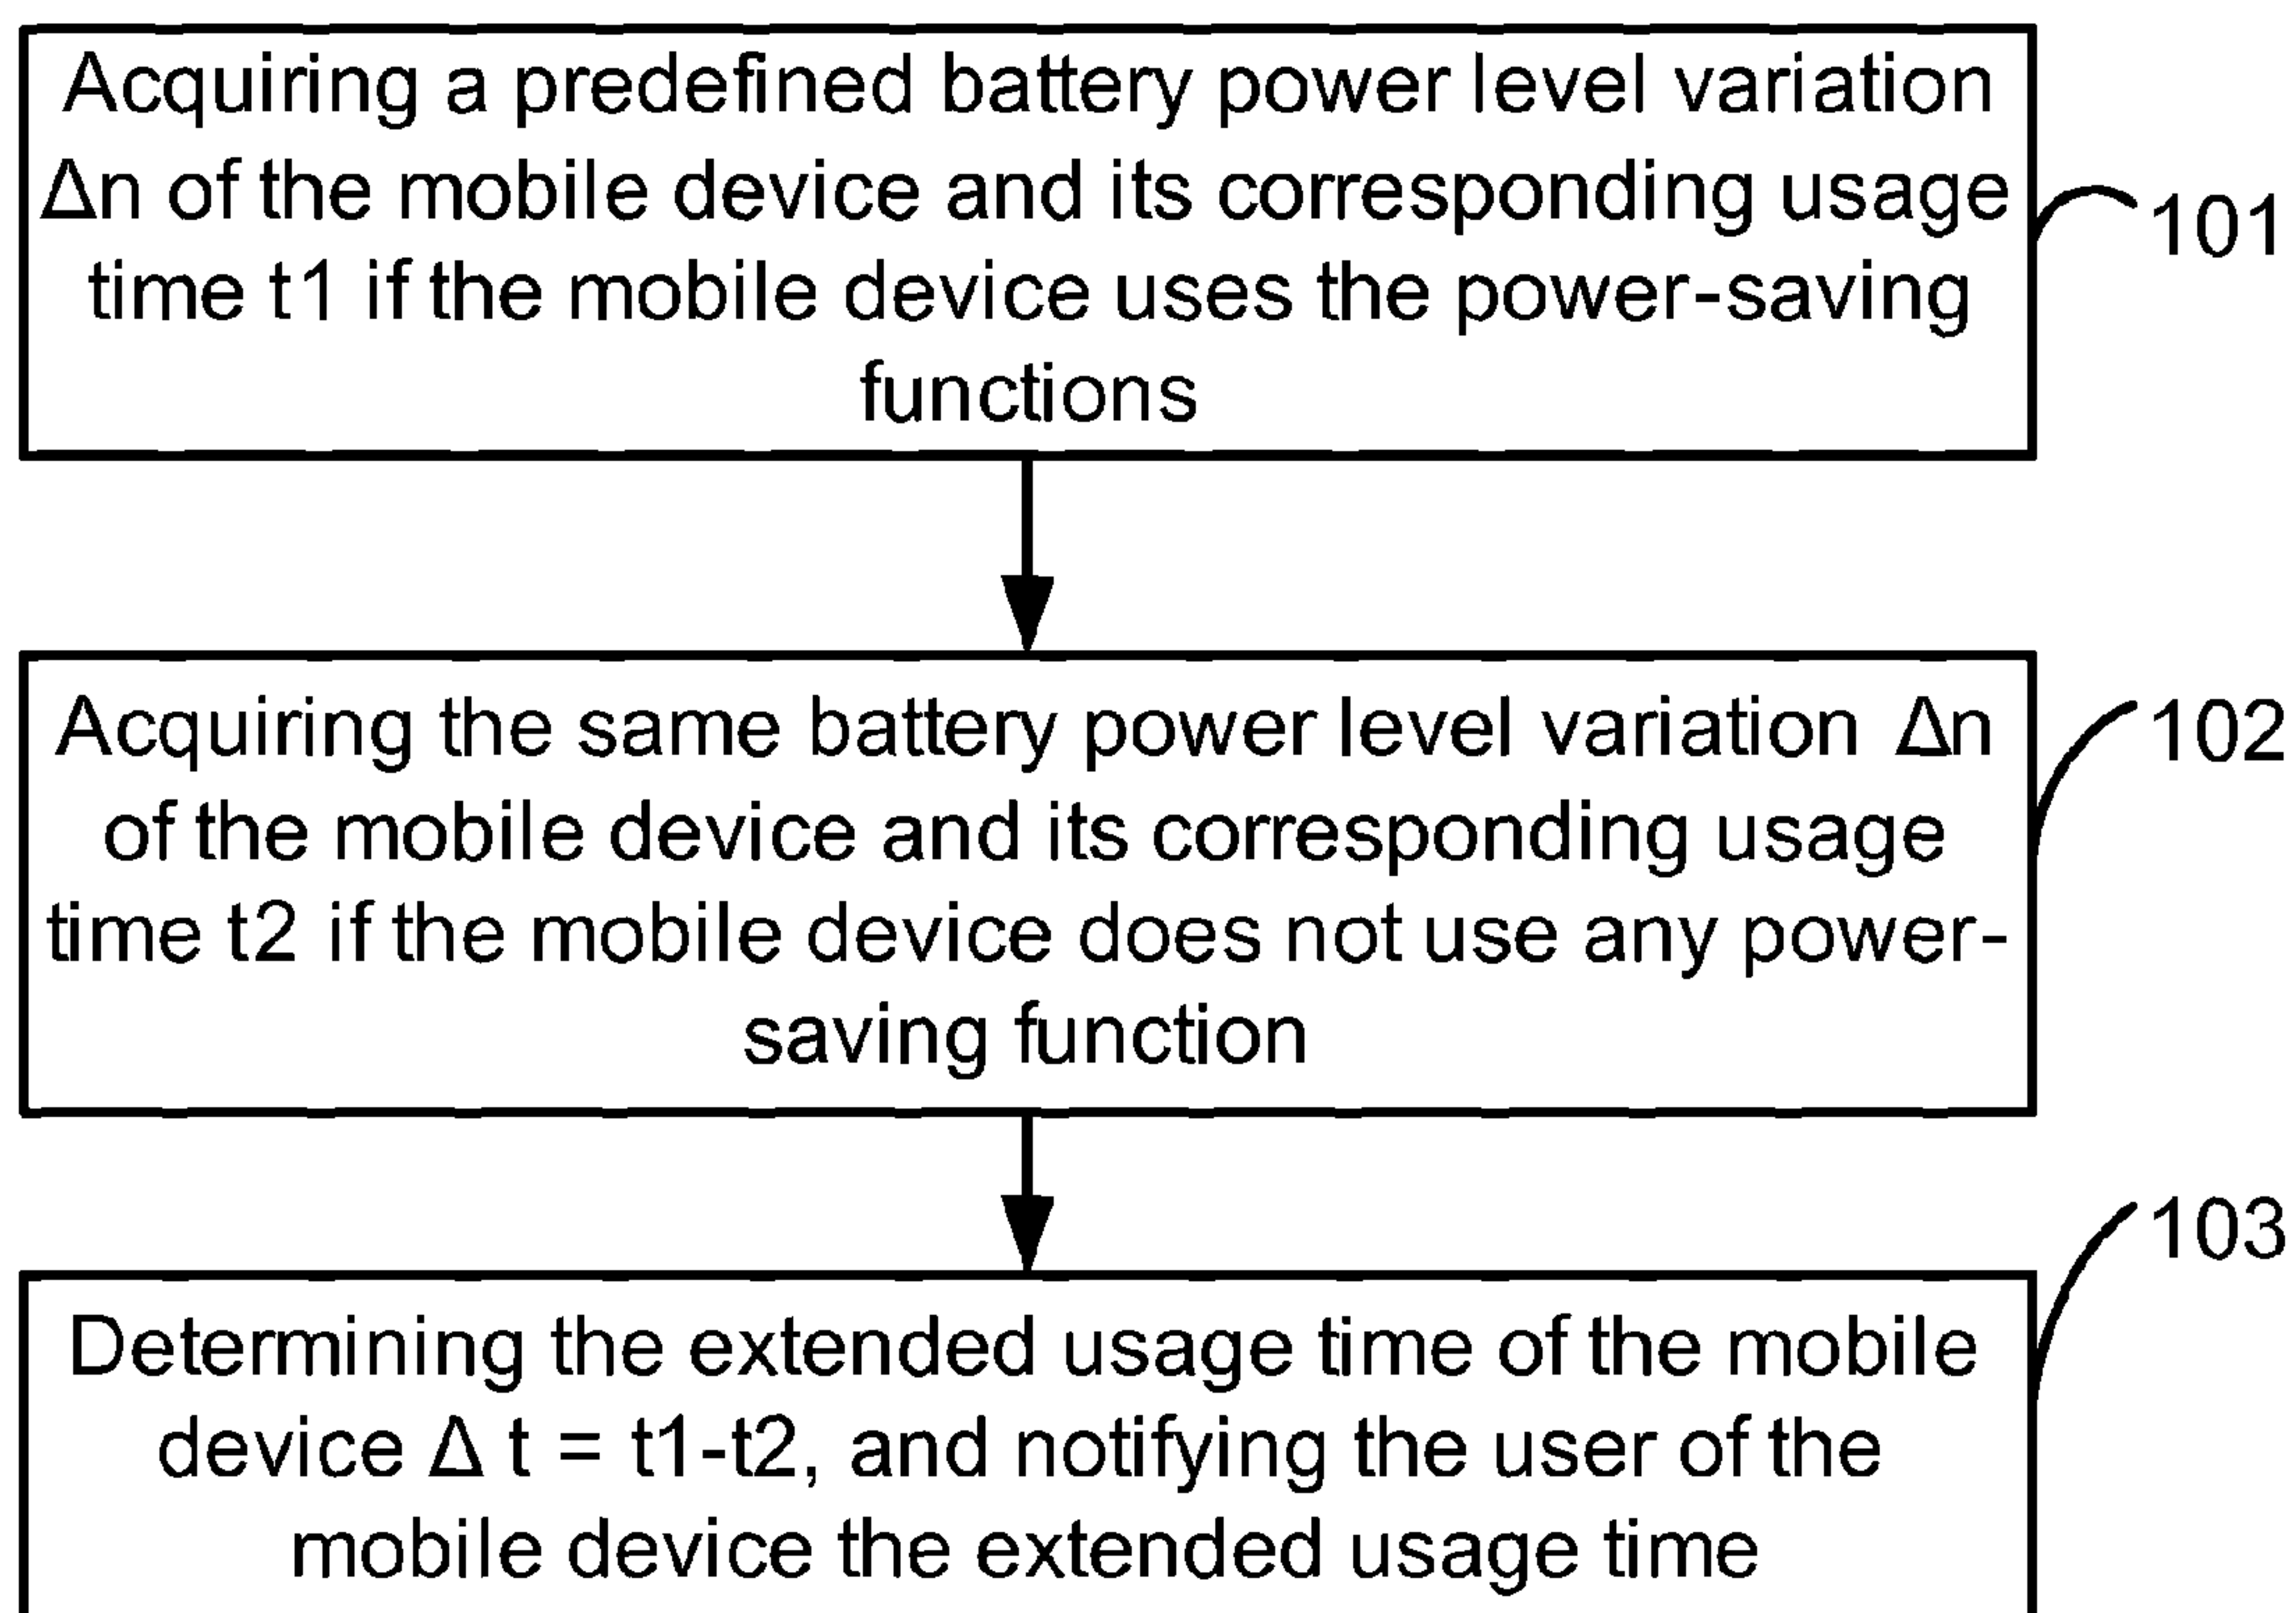 Acquiring a predefined battery power level variation
Δn of the mobile device and its corresponding usage
time t1 if the mobile device uses the power-saving
functions
101
Acquiring the same battery power level variation Δn
of the mobile device and its corresponding usage
time t2 if the mobile device does not use any power-
saving function
102
Determining the extended usage time of the mobile
device Δ t = t1-t2, and notifying the user of the
mobile device the extended usage time
103